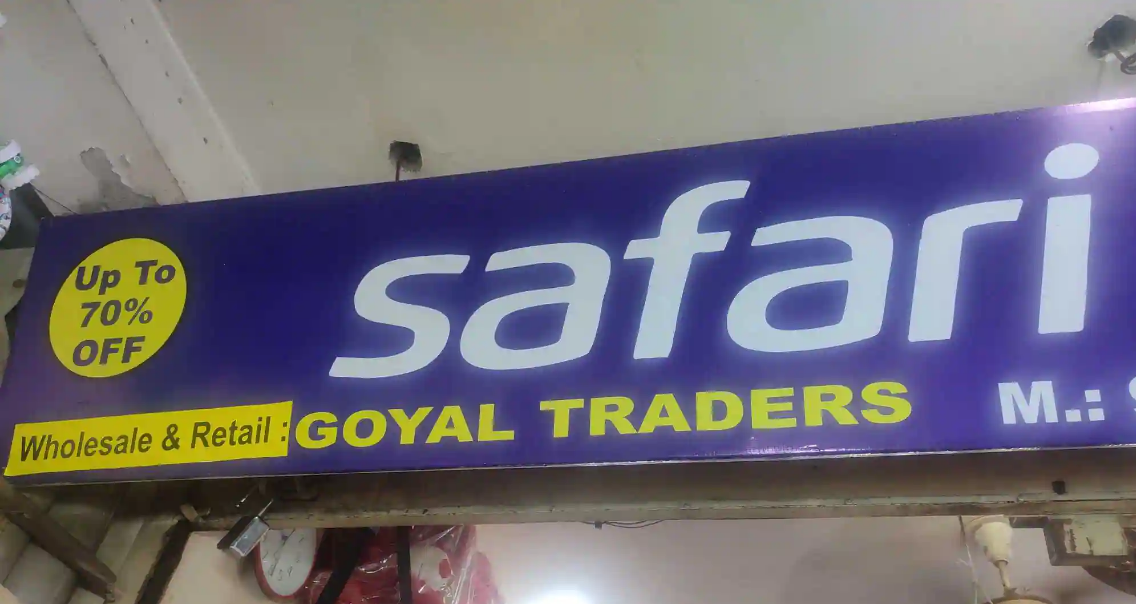 Up To
70%
OFF
safari
Wholesale & Retail : GOYAL TRADERS
M.: